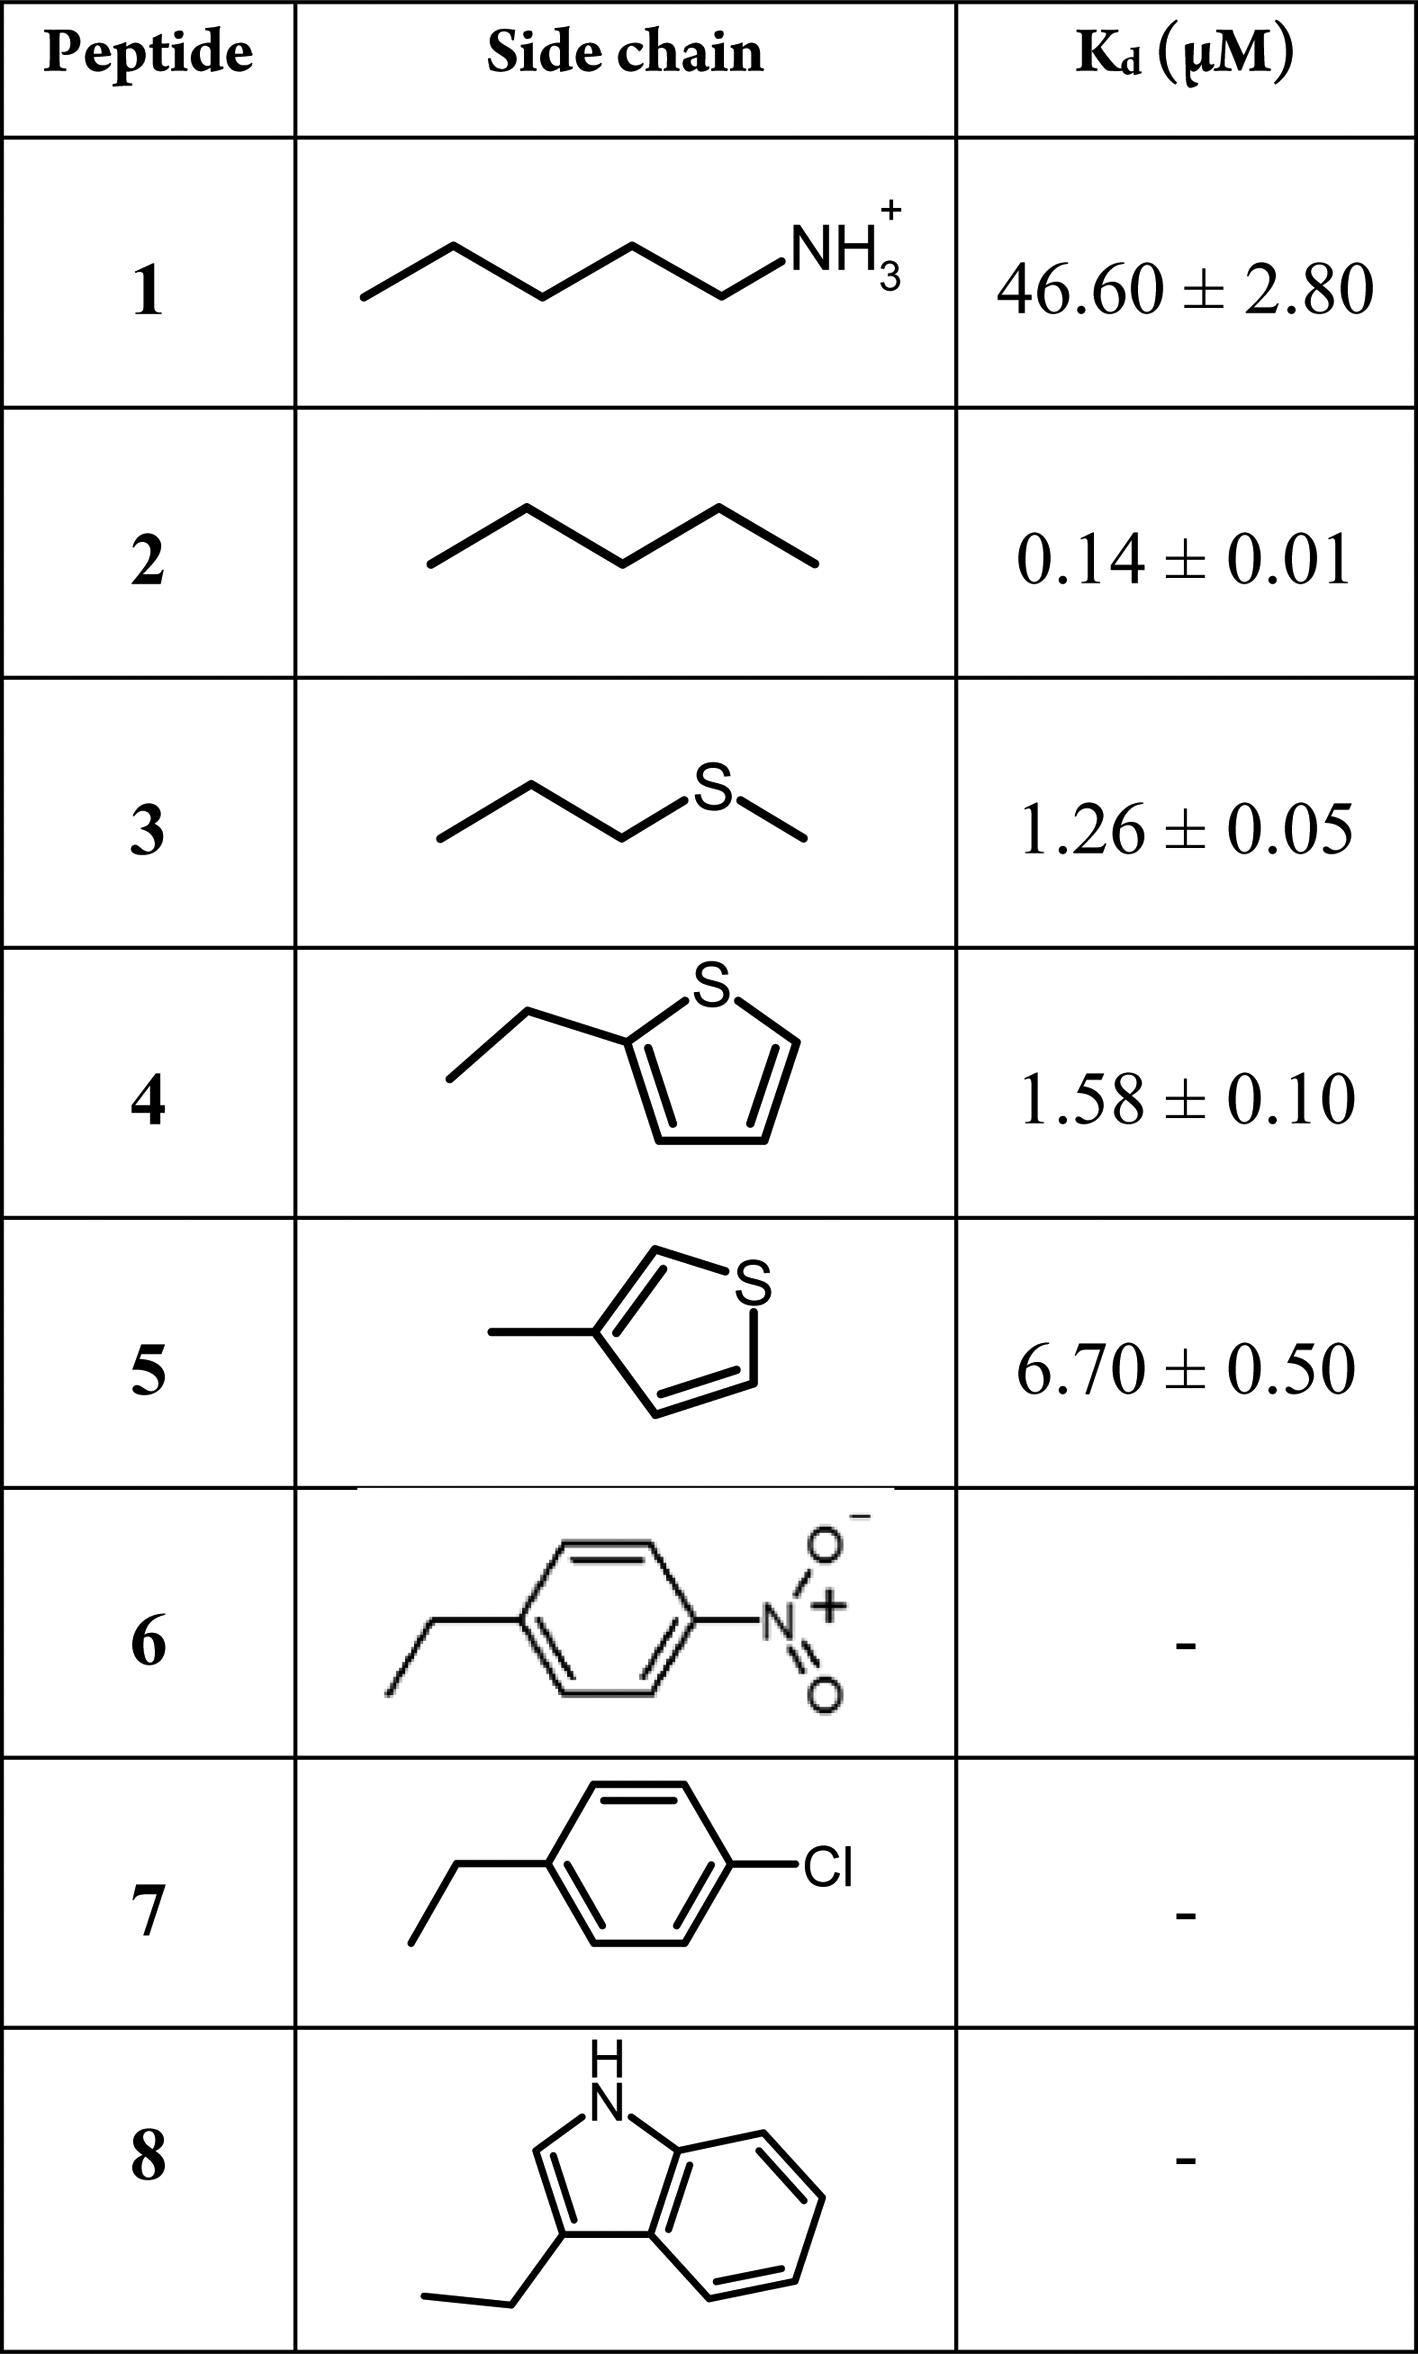 Peptide Side chain Kd (μM)
1 NH3+ 46.60 ± 2.80
2 0.14 ± 0.01
3 S 1.26 ± 0.05
4 S 1.58 ± 0.10
5 S 6.70 ± 0.50
6 N+ O− O -
7 Cl -
8 H N -